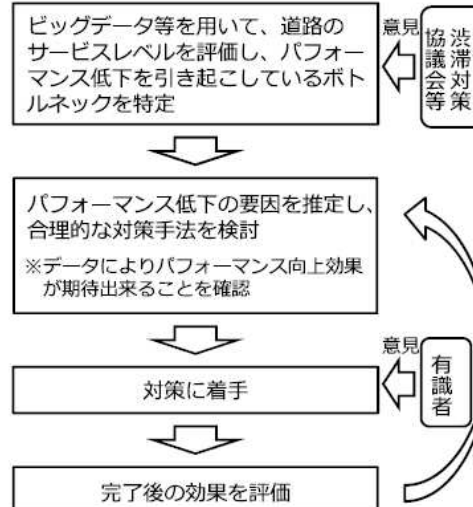 ビッグデータ等を用いて、道路の
サービスレベルを評価し、パフォー
マンス低下を引き起こしているボト
ルネックを特定
意見
渋滞対策
協議会等
パフォーマンス低下の要因を推定し、
合理的な対策手法を検討
※データによりパフォーマンス向上効果
が期待出来ることを確認
対策に着手
意見
有識者
完了後の効果を評価